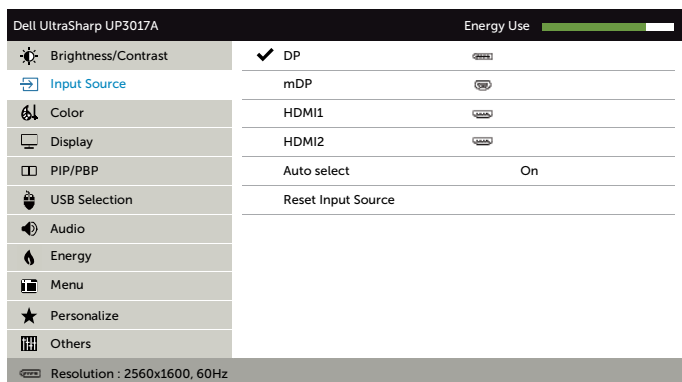 Dell UltraSharp UP3017A Energy Use
Brightness/Contrast DP
Input Source mDP
Color HDMI1
Display HDMI2
PIP/PBP Auto select On
USB Selection Reset Input Source
Audio
Energy
Menu
Personalize
Others
Resolution : 2560x1600, 60Hz